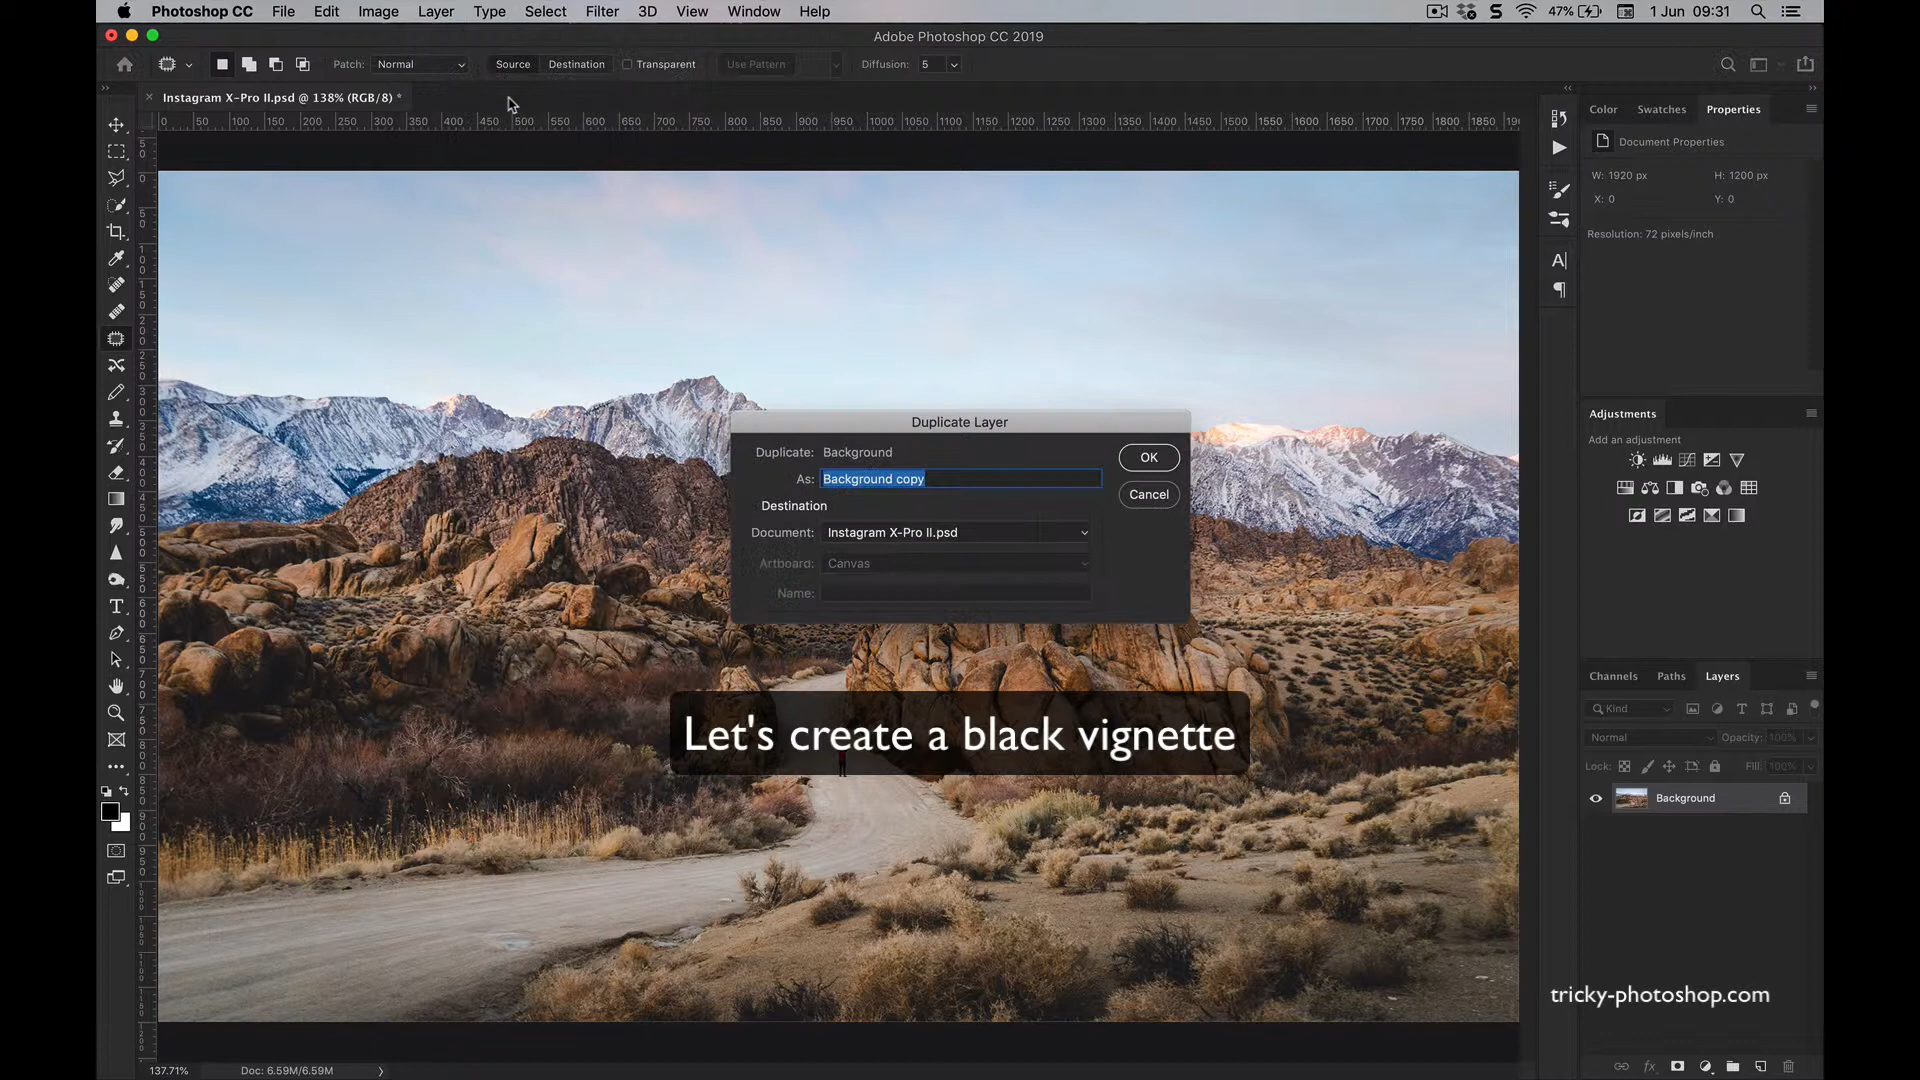 Photoshop CC File Edit Image Layer Type Select Filter 3D View Window Help 47% 1 Jun 09:31
Adobe Photoshop CC 2019
Patch: Normal Source Destination Transparent Use Pattern Diffusion: 5
Instagram X-Pro II.psd @ 138% (RGB/8) *
0 50 100 150 200 250 300 350 400 450 500 550 600 650 700 750 800 850 900 950 1000 1050 1100 1150 1200 1250 1300 1350 1400 1450 1500 1550 1600 1650 1700 1750 1800 1850
Color Swatches Properties
Document Properties
W: 1920 px H: 1200 px
X: 0 Y: 0
Resolution: 72 pixels/inch
Adjustments
Add an adjustment
Duplicate Layer
Duplicate: Background
OK
As: Background copy
Cancel
Destination
Document: Instagram X-Pro II.psd
Artboard: Canvas
Name:
Let's create a black vignette
Channels Paths Layers
Kind
Normal Opacity: 100%
Lock: Fill: 100%
Background
tricky-photoshop.com
137.71% Doc: 6.59M/6.59M